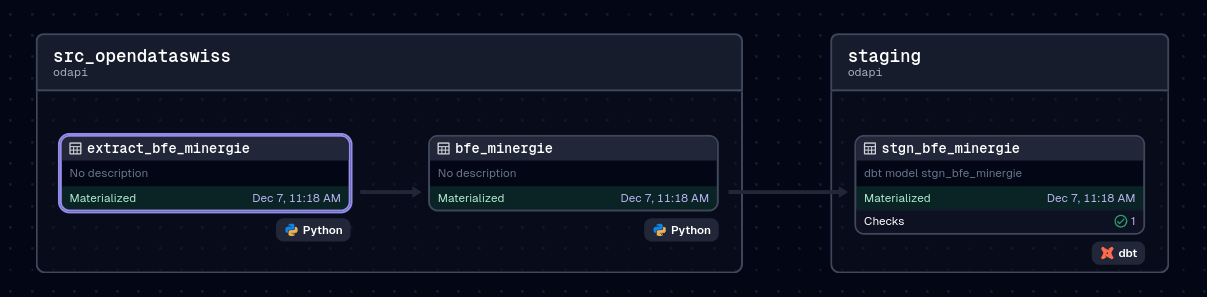 src_opendataswiss
odapi
extract_bfe_minergie
No description
Materialized Dec 7, 11:18 AM
Python
bfe_minergie
No description
Materialized Dec 7, 11:18 AM
Python
staging
odapi
stgn_bfe_minergie
dbt model stgn_bfe_minergie
Materialized Dec 7, 11:18 AM
Checks 1
dbt